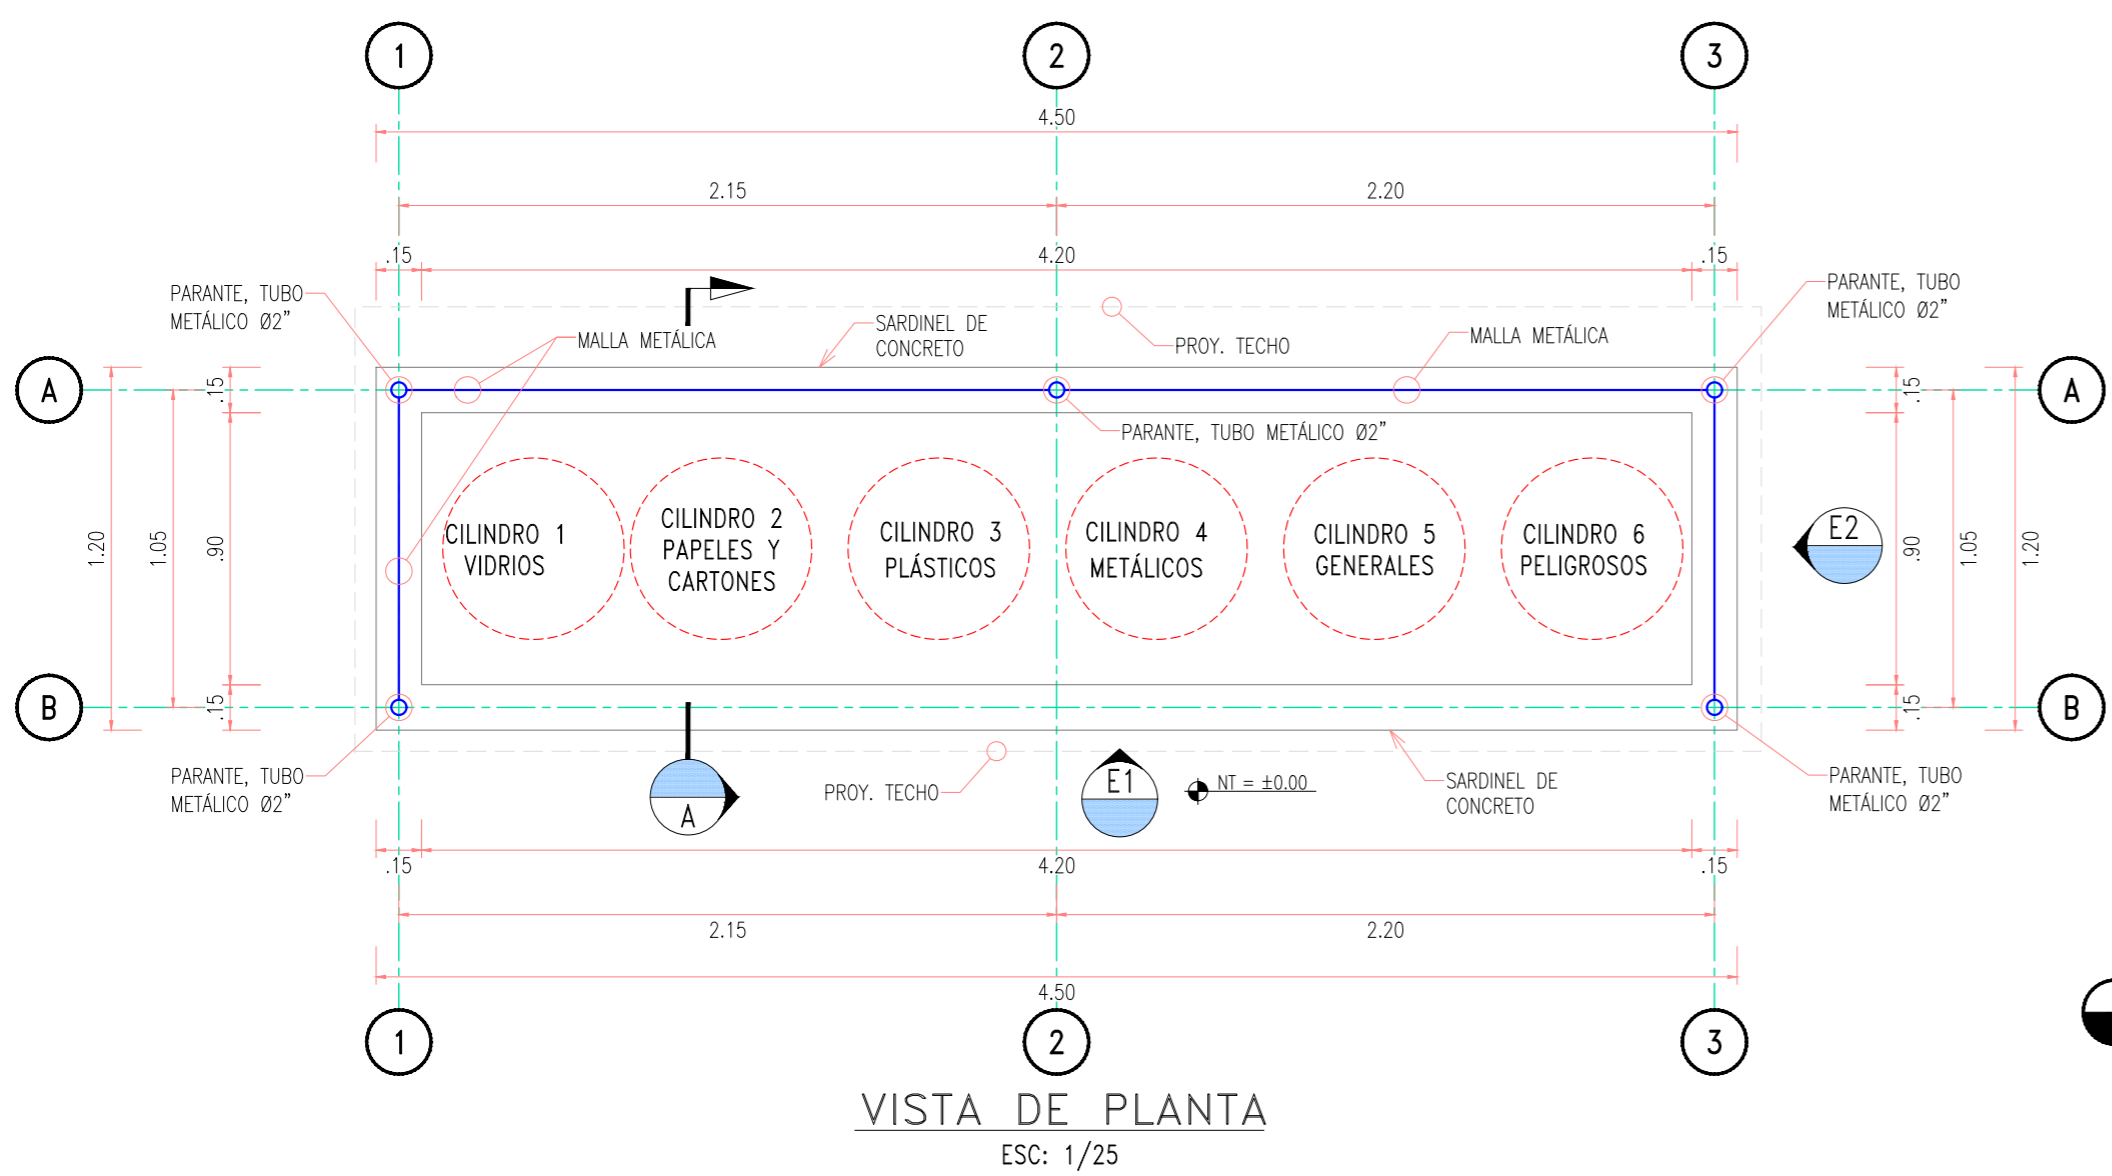 1
2
3
4.50
2.15
2.20
.15
4.20
.15
PARANTE, TUBO
METÁLICO Ø2”
PARANTE, TUBO
METÁLICO Ø2”
MALLA METÁLICA
SARDINEL DE
CONCRETO
PROY. TECHO
MALLA METÁLICA
A
A
.15
.15
PARANTE, TUBO METÁLICO Ø2”
1.20
1.05
.90
CILINDRO 1
VIDRIOS
CILINDRO 2
PAPELES Y
CARTONES
CILINDRO 3
PLÁSTICOS
CILINDRO 4
METÁLICOS
CILINDRO 5
GENERALES
CILINDRO 6
PELIGROSOS
E2
.90
1.05
1.20
B
B
.15
.15
PARANTE, TUBO
METÁLICO Ø2”
A
PROY. TECHO
E1
NT = ±0.00
SARDINEL DE
CONCRETO
PARANTE, TUBO
METÁLICO Ø2”
.15
4.20
.15
2.15
2.20
4.50
1
2
3
VISTA DE PLANTA
ESC: 1/25